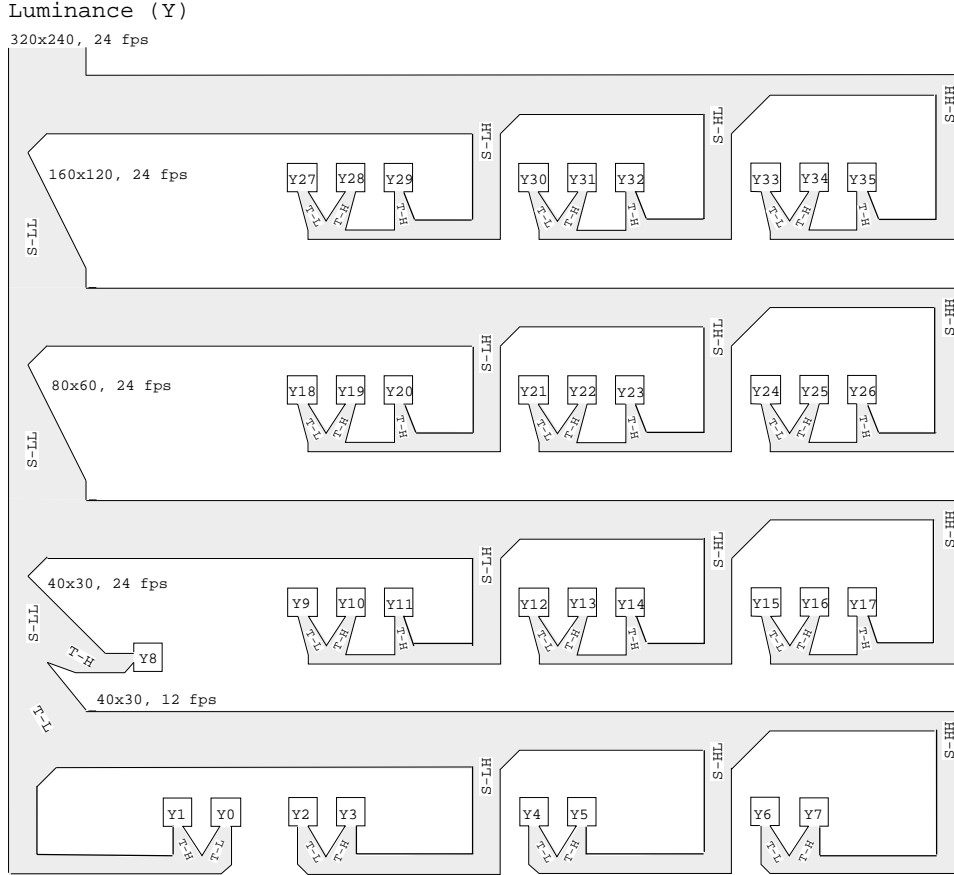 Luminance (Y)
320x240, 24 fps
S-LH
S-HL
S-HH
160x120, 24 fps
Y27 Y28 Y29 Y30 Y31 Y32 Y33 Y34 Y35
T-L T-H T-H T-L T-H T-H T-L T-H T-H
S-LL
S-LH
S-HL
S-HH
80x60, 24 fps
Y18 Y19 Y20 Y21 Y22 Y23 Y24 Y25 Y26
T-L T-H T-H T-L T-H T-H T-L T-H T-H
S-LL
S-LH
S-HL
S-HH
40x30, 24 fps
Y9 Y10 Y11 Y12 Y13 Y14 Y15 Y16 Y17
S-LL
T-L T-H T-H T-L T-H T-H T-L T-H T-H
T-H Y8
40x30, 12 fps
T-L
S-LH
S-HL
S-HH
Y1 Y0 Y2 Y3 Y4 Y5 Y6 Y7
T-H T-L T-L T-H T-L T-H T-L T-H